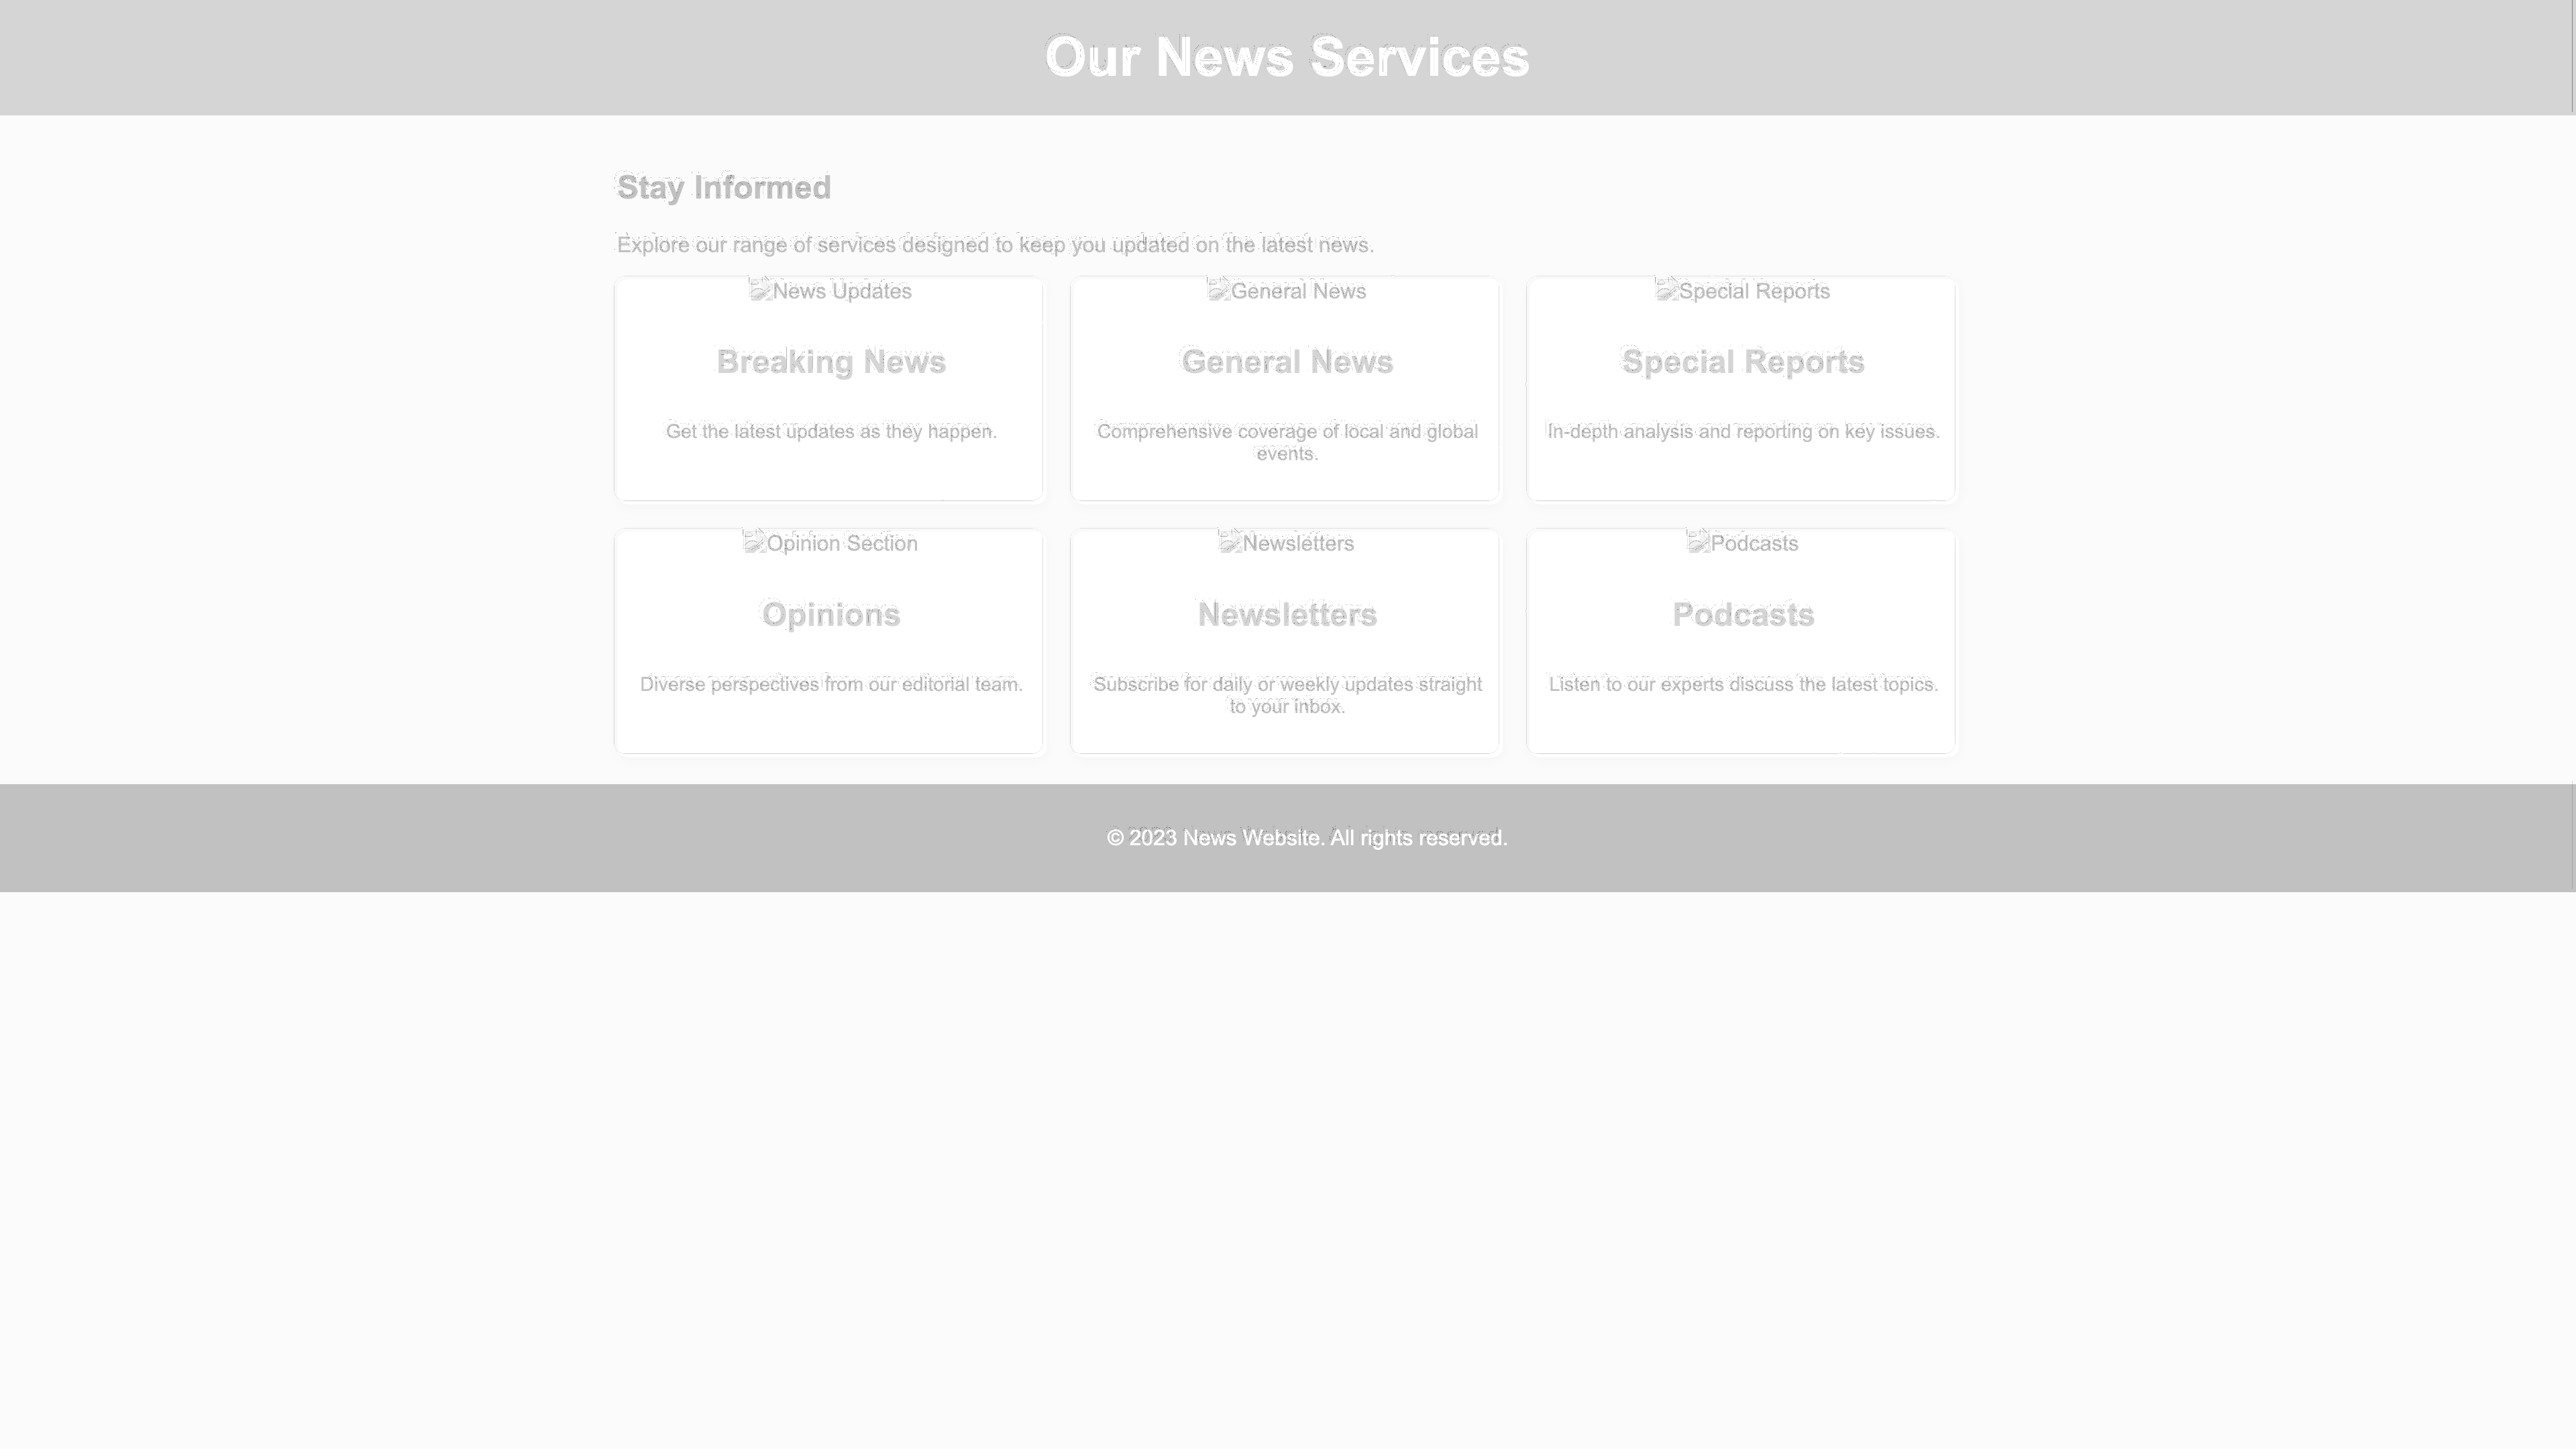 Our News Services
Stay Informed
Explore our range of services designed to keep you updated on the latest news.
News Updates
Breaking News
Get the latest updates as they happen.
General News
General News
Comprehensive coverage of local and global
events.
Special Reports
Special Reports
In-depth analysis and reporting on key issues.
Opinion Section
Opinions
Diverse perspectives from our editorial team.
Newsletters
Newsletters
Subscribe for daily or weekly updates straight
to your inbox.
Podcasts
Podcasts
Listen to our experts discuss the latest topics.
© 2023 News Website. All rights reserved.